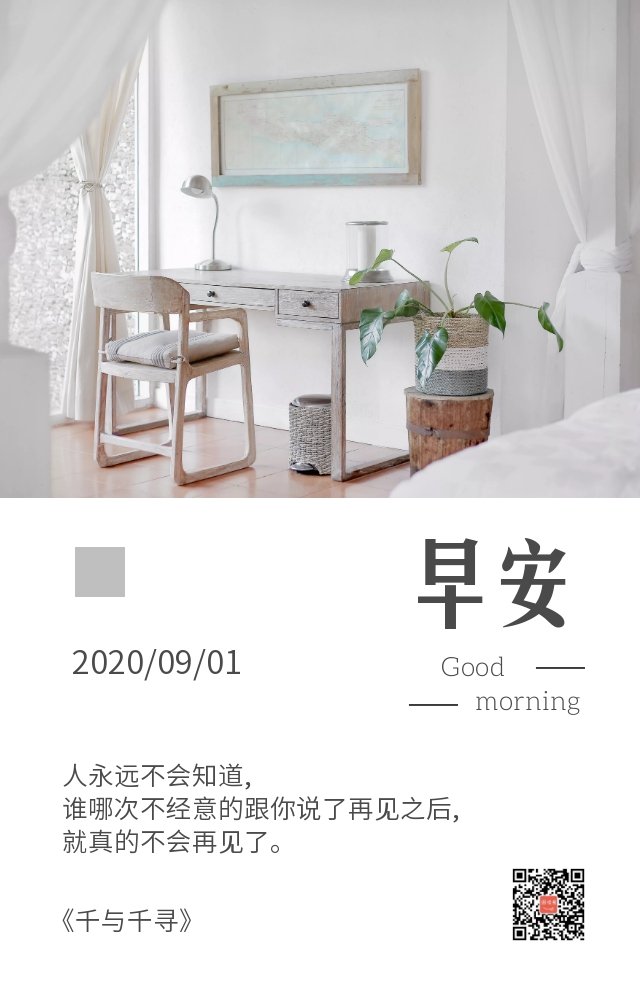 早安
2020/09/01
Good
morning
人永远不会知道,
谁哪次不经意的跟你说了再见之后,
就真的不会再见了。
《千与千寻》